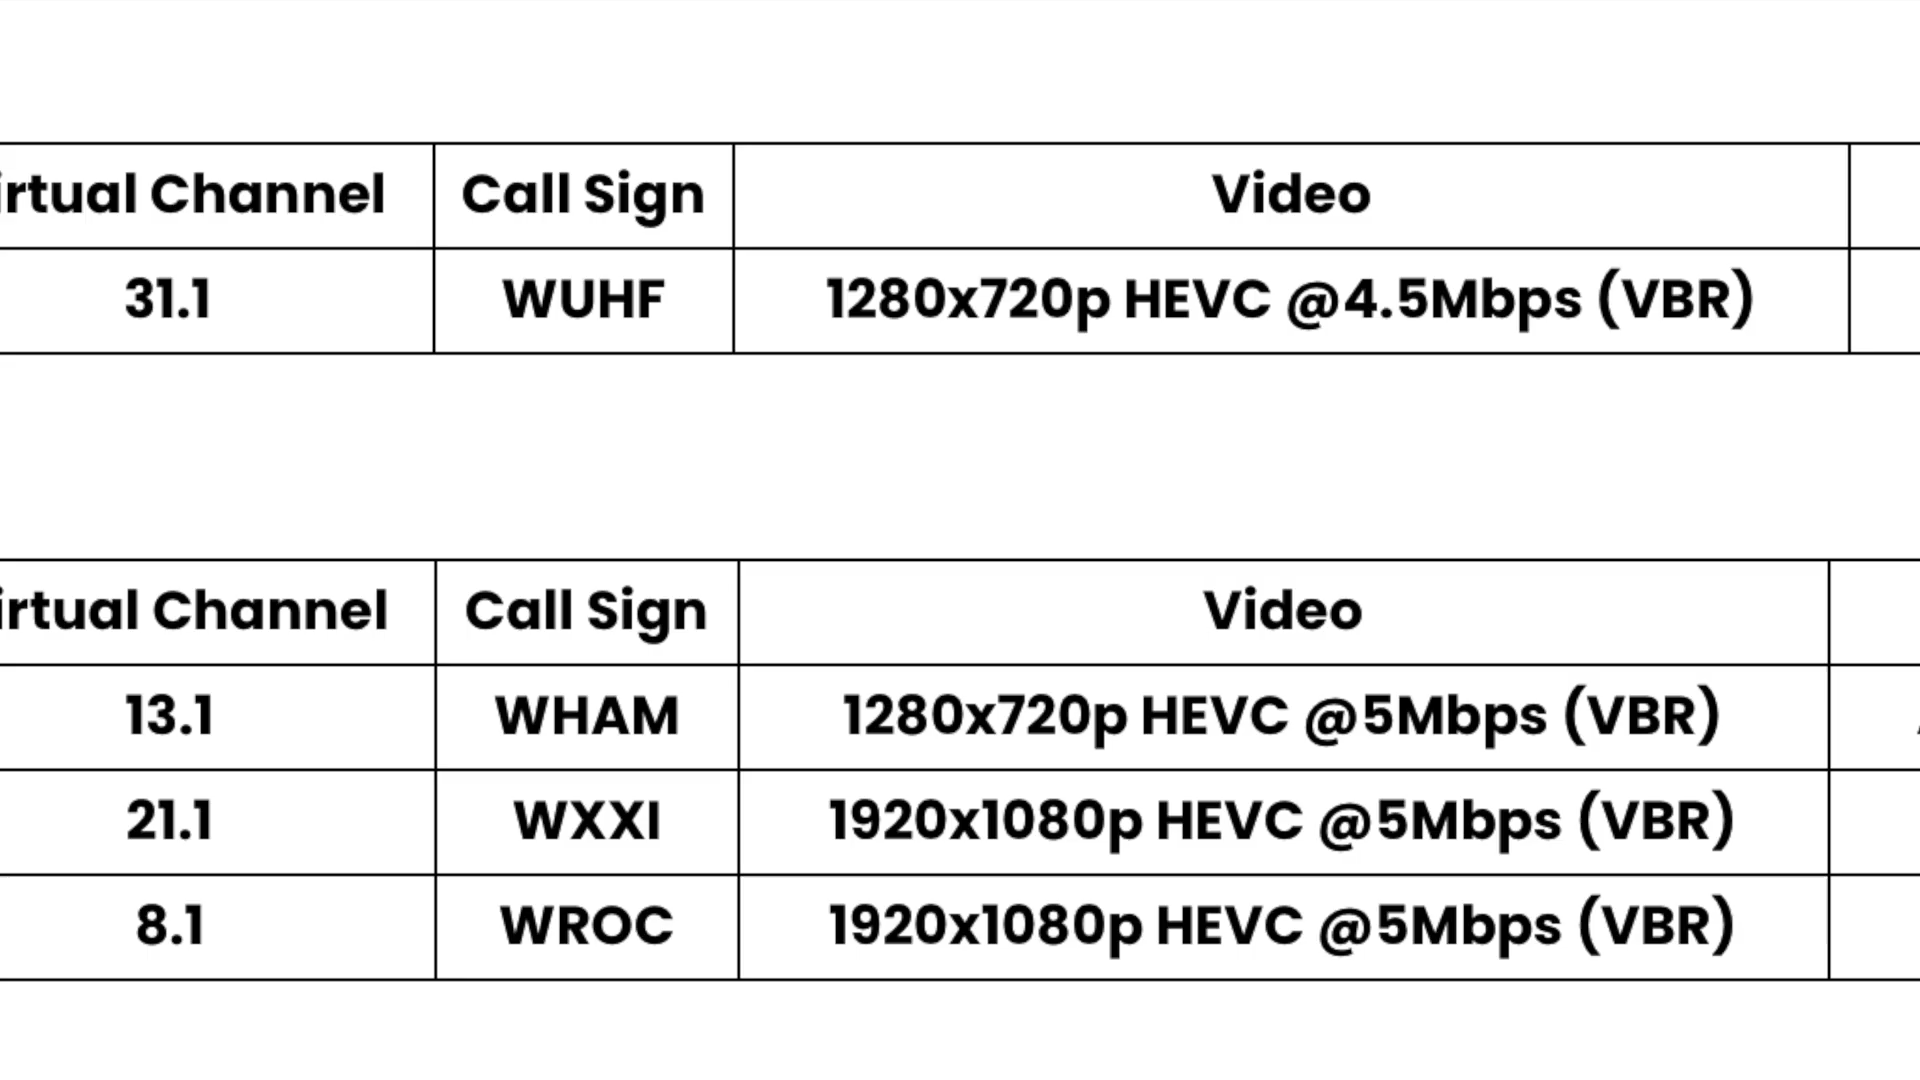 irtual Channel Call Sign Video
31.1 WUHF 1280x720p HEVC @4.5Mbps (VBR)
irtual Channel Call Sign Video
13.1 WHAM 1280x720p HEVC @5Mbps (VBR)
21.1 WXXI 1920x1080p HEVC @5Mbps (VBR)
8.1 WROC 1920x1080p HEVC @5Mbps (VBR)